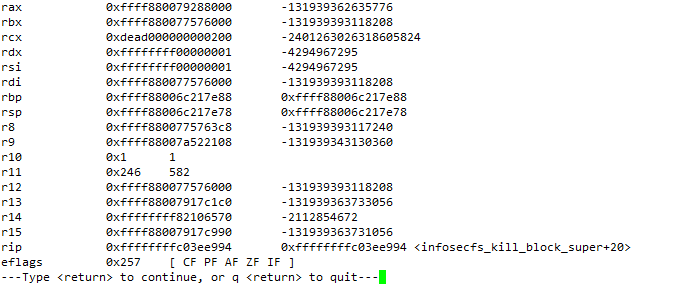 rax 0xffff880079288000 -131939362635776
rbx 0xffff880077576000 -131939393118208
rcx 0xdead000000000200 -2401263026318605824
rdx 0xffffffff00000001 -4294967295
rsi 0xffffffff00000001 -4294967295
rdi 0xffff880077576000 -131939393118208
rbp 0xffff88006c217e88 0xffff88006c217e88
rsp 0xffff88006c217e78 0xffff88006c217e78
r8 0xffff8800775763c8 -131939393117240
r9 0xffff88007a522108 -131939343130360
r10 0x1 1
r11 0x246 582
r12 0xffff880077576000 -131939393118208
r13 0xffff88007917c1c0 -131939363733056
r14 0xffffffff82106570 -2112854672
r15 0xffff88007917c990 -131939363731056
rip 0xffffffffc03ee994 0xffffffffc03ee994 <infosecfs_kill_block_super+20>
eflags 0x257 [ CF PF AF ZF IF ]
---Type <return> to continue, or q <return> to quit---